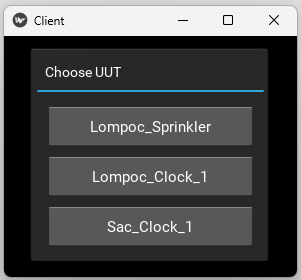 Client
Choose UUT
Lompoc_Sprinkler
Lompoc_Clock_1
Sac_Clock_1